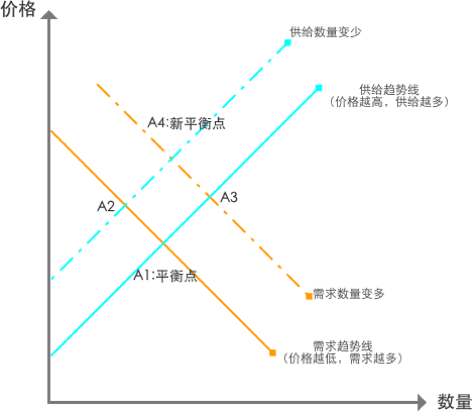 价格
供给数量变少
供给趋势线
（价格越高，供给越多）
A4:新平衡点
A3
A2
A1:平衡点
需求数量变多
需求趋势线
（价格越低，需求越多）
数量